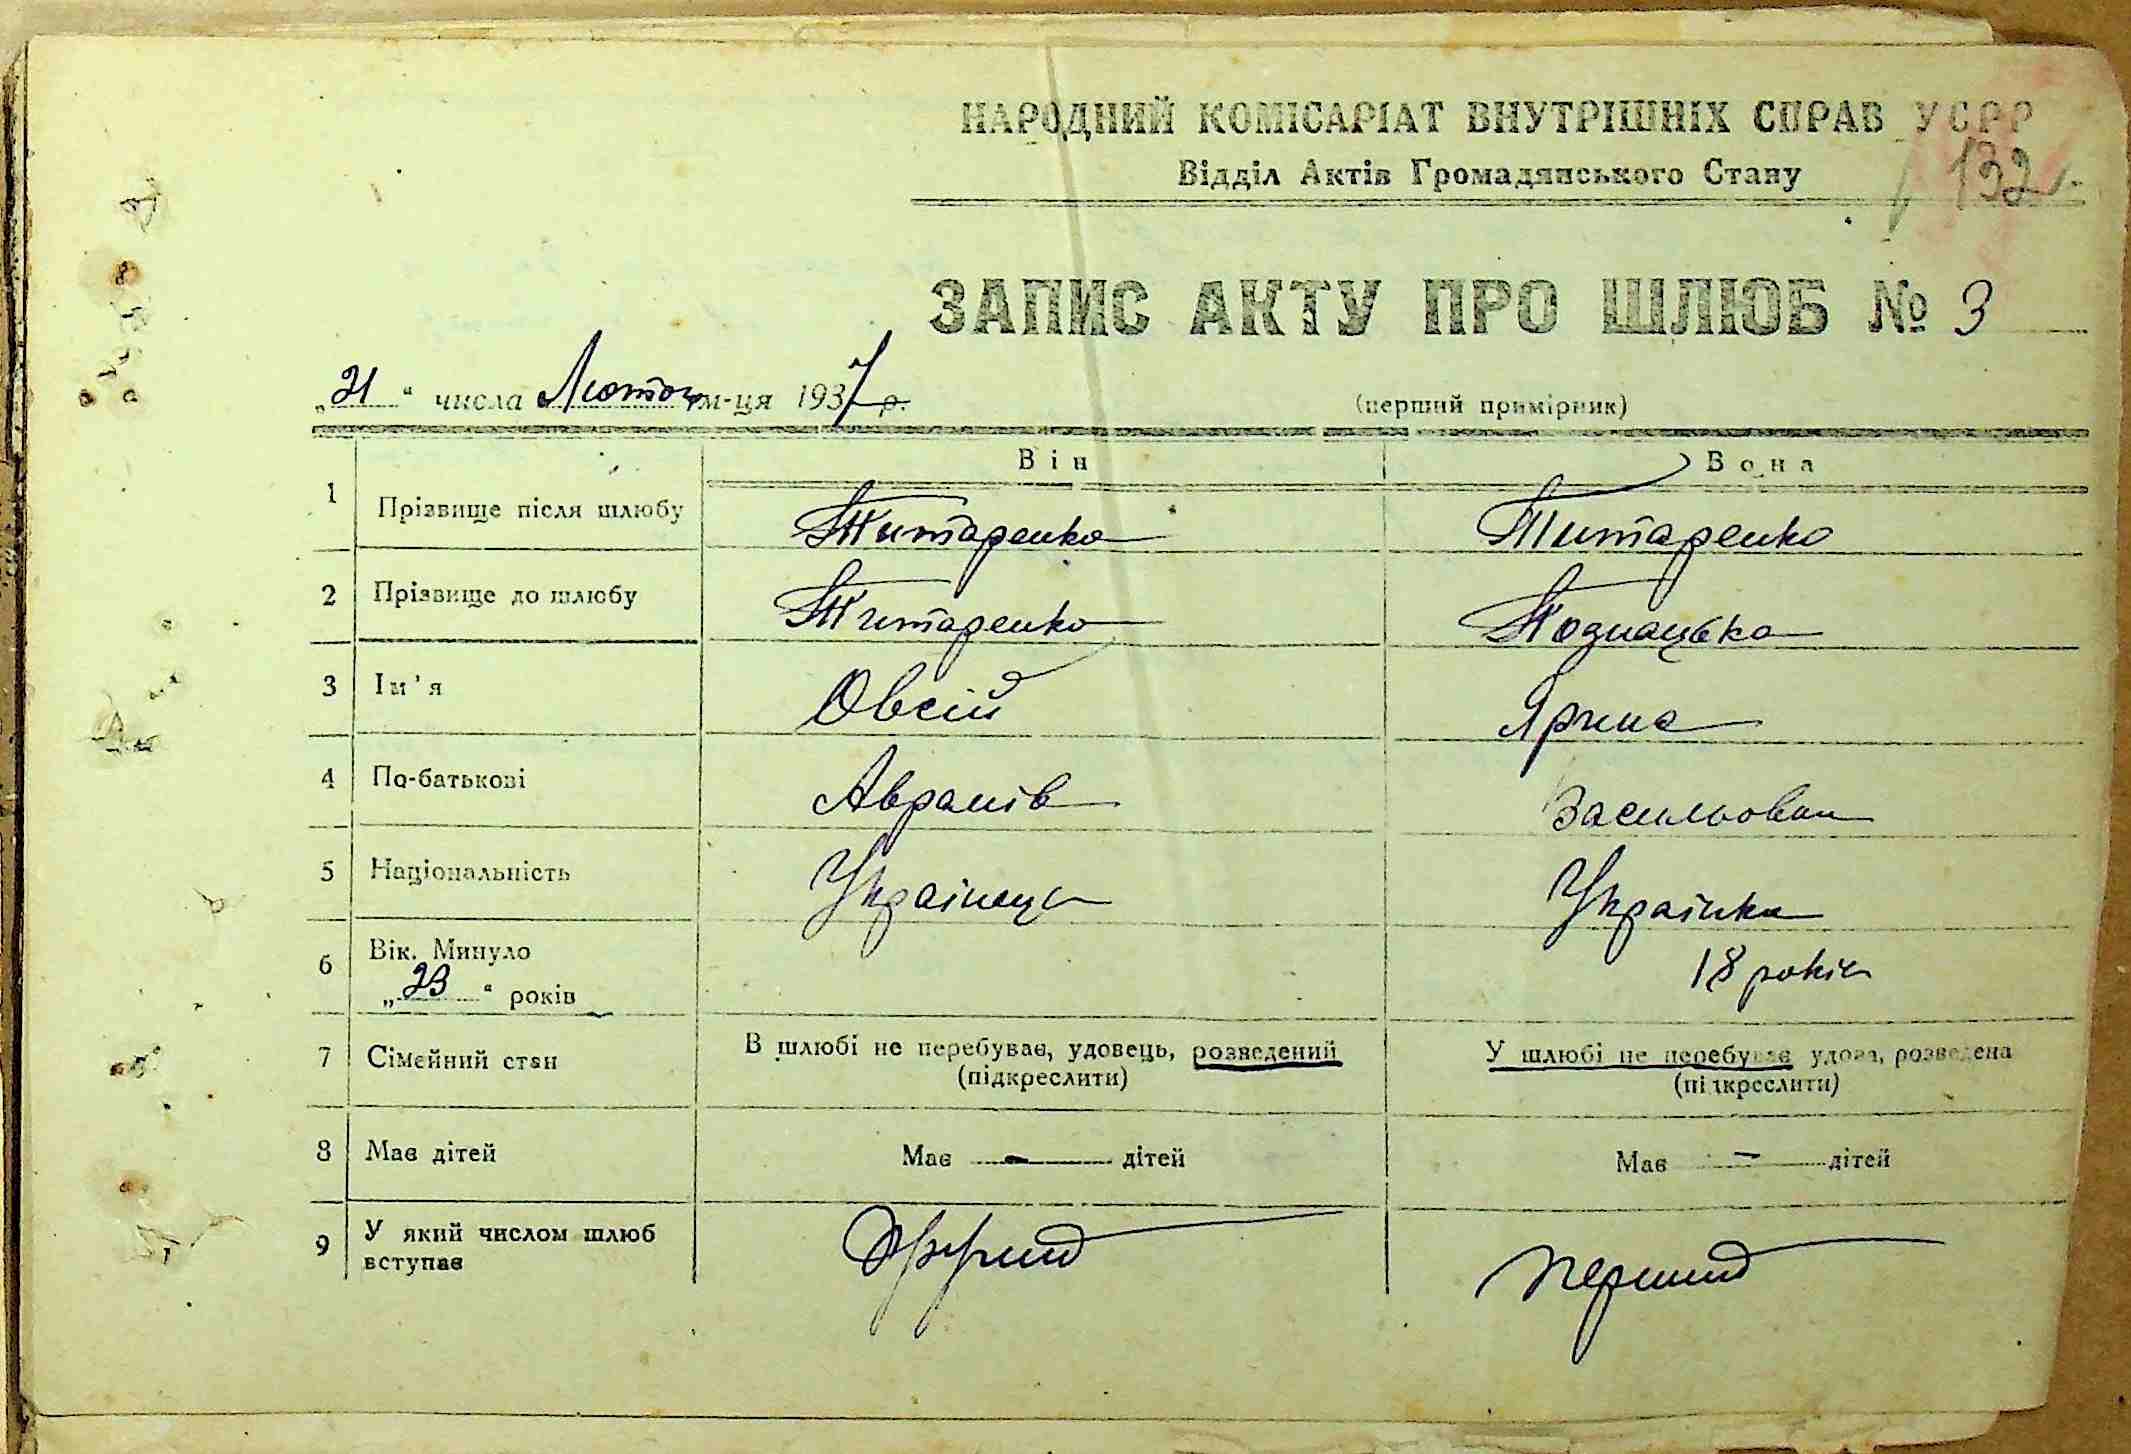 НАРОДНИЙ КОМІСАРІАТ ВНУТРІШНІХ СПРАВ УСРР
Відділ Актів Громадянського Стану
132
ЗАПИС АКТУ ПРО ШЛЮБ № 3
„21“ числа Лютого м-ця 1937 р.
(перший примірник)
Він Вона
1 Прізвище після шлюбу Титаренко Титаренко
2 Прізвище до шлюбу Титаренко Познацька
3 Ім'я Овсій Ярина
4 По-батькові Аврамів Васильовна
5 Національність Українець Українка
6 Вік. Минуло
„23“ років 18 років
7 Сімейний стан В шлюбі не перебуває, удовець, розведений У шлюбі не перебуває удова, розведена
(підкреслити) (підкреслити)
8 Має дітей Має — дітей Має — дітей
9 У який числом шлюб
вступає Другий Перший